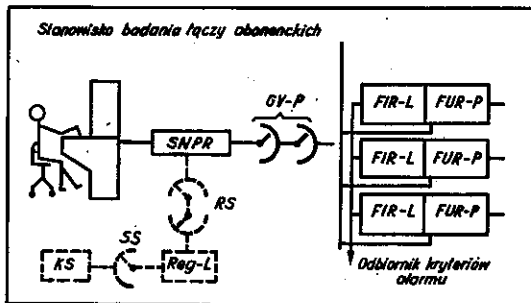 Stanowisko badania łączy abonenckich
GV-P
FIR-L FUR-P
SNPR
FIR-L FUR-P
RS
FIR-L FUR-P
SS
KS
Reg-L
Odbiornik kryteriów
alarmu